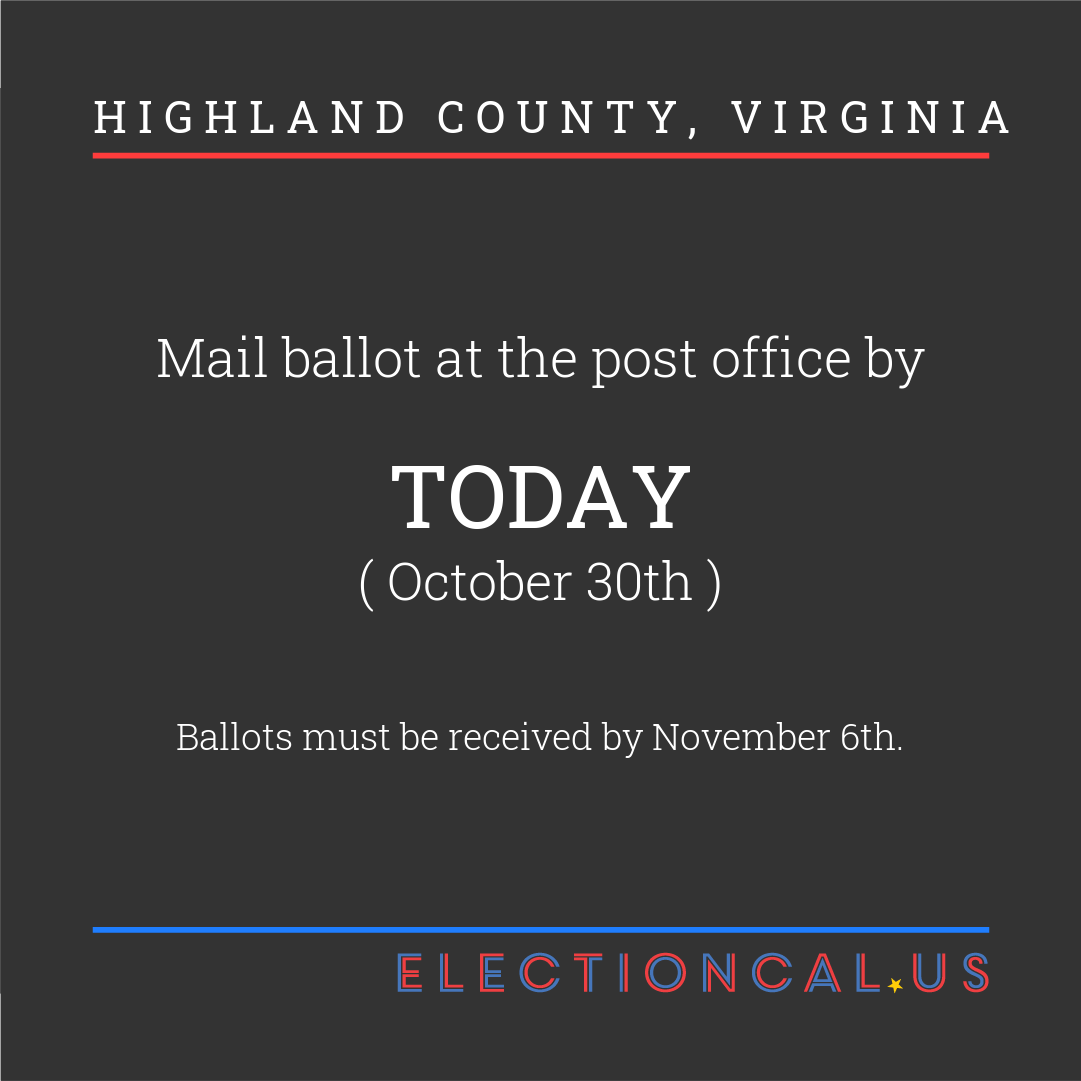 HIGHLAND COUNTY, VIRGINIA
Mail ballot at the post office by
TODAY
( October 30th )
Ballots must be received by November 6th.
ELECTIONCAL.US